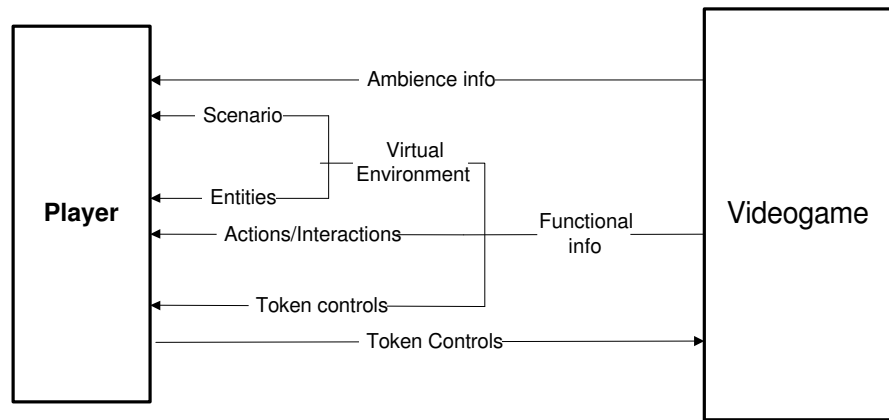 Ambience info
Scenario
Virtual
Environment
Entities
Player
Videogame
Actions/Interactions
Functional
info
Token controls
Token Controls